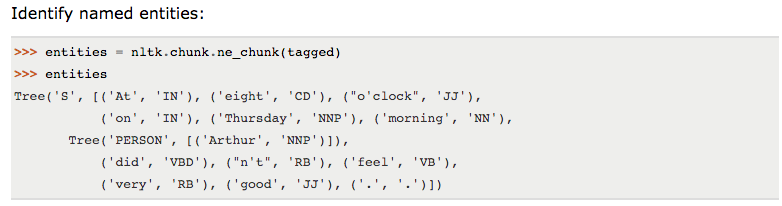 Identify named entities:
>>> entities = nltk.chunk.ne_chunk(tagged)
>>> entities
Tree('S', [('At', 'IN'), ('eight', 'CD'), ("o'clock", 'JJ'),
('on', 'IN'), ('Thursday', 'NNP'), ('morning', 'NN'),
Tree('PERSON', [('Arthur', 'NNP')]),
('did', 'VBD'), ("n't", 'RB'), ('feel', 'VB'),
('very', 'RB'), ('good', 'JJ'), ('.', '.')])